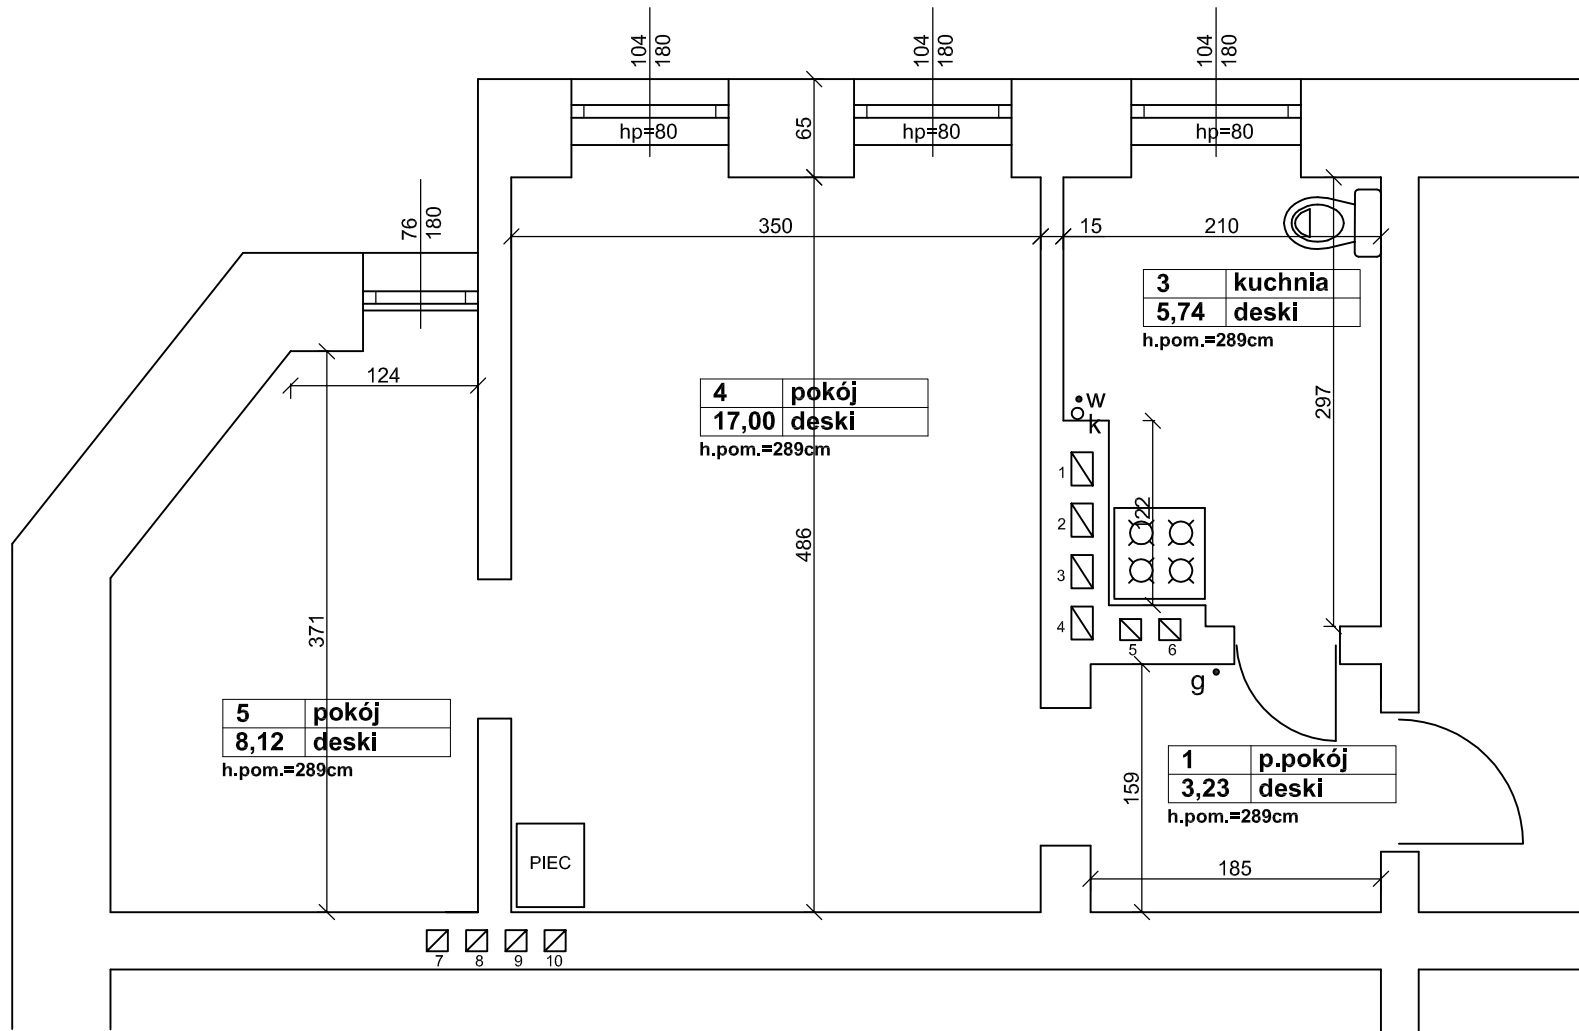 104
180
104
180
104
180
hp=80
hp=80
hp=80
65
76
180
350
15
210
3 kuchnia
5,74 deski
h.pom.=289cm
124
4 pokój
17,00 deski
h.pom.=289cm
297
w
k
1
2
3
4
122
486
371
5
6
g
5 pokój
8,12 deski
h.pom.=289cm
1 p.pokój
3,23 deski
h.pom.=289cm
159
PIEC
185
7
8
9
10